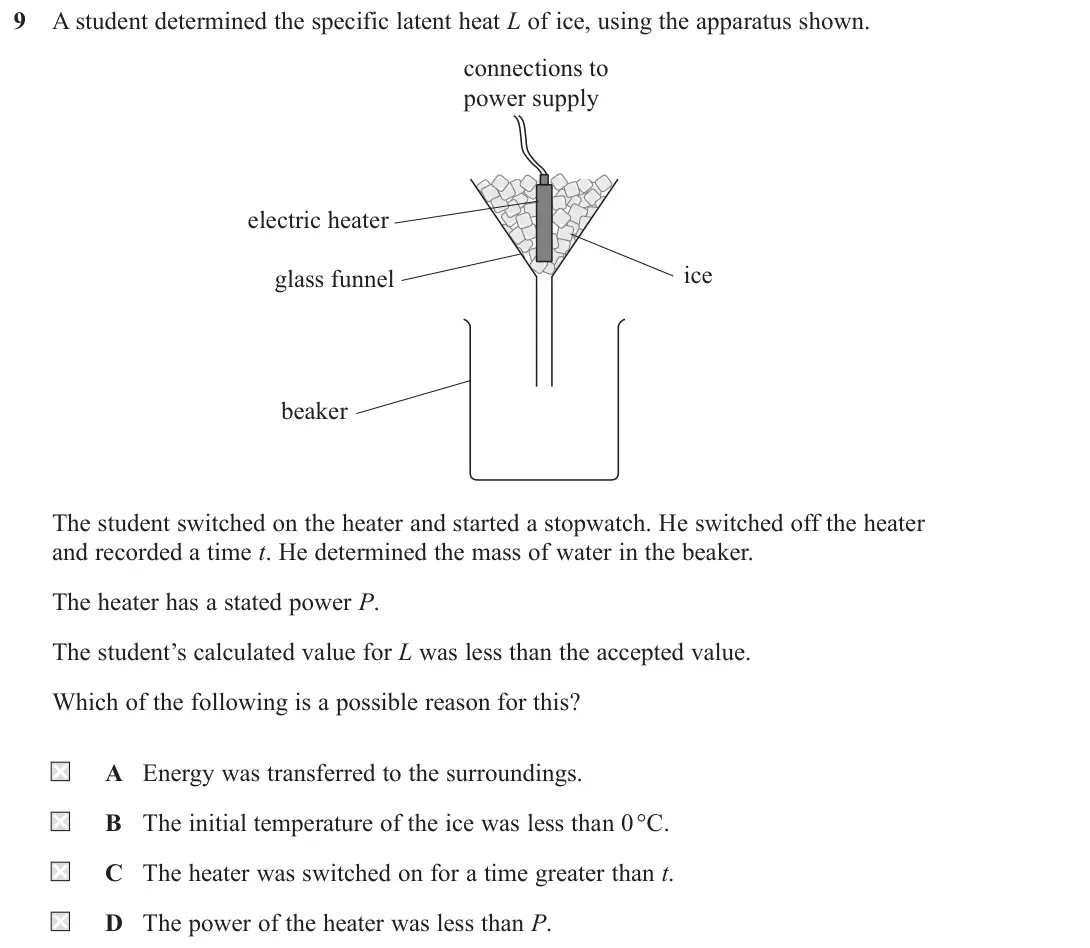 9 A student determined the specific latent heat L of ice, using the apparatus shown.
connections to
power supply
electric heater
glass funnel
ice
beaker
The student switched on the heater and started a stopwatch. He switched off the heater
and recorded a time t. He determined the mass of water in the beaker.
The heater has a stated power P.
The student’s calculated value for L was less than the accepted value.
Which of the following is a possible reason for this?
A Energy was transferred to the surroundings.
B The initial temperature of the ice was less than 0 °C.
C The heater was switched on for a time greater than t.
D The power of the heater was less than P.